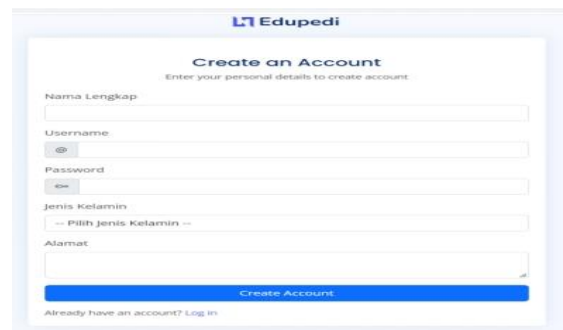 Edupedi
Create an Account
Enter your personal details to create account
Nama Lengkap
Username
@
Password
Jenis Kelamin
-- Pilih Jenis Kelamin --
Alamat
Create Account
Already have an account? Log in